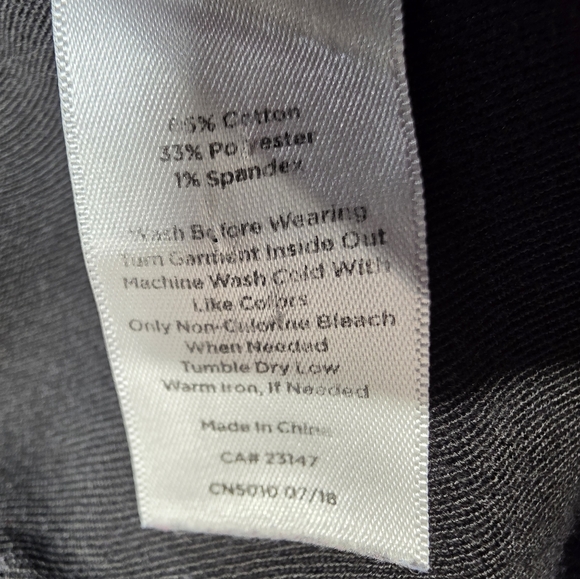 Cotton
33% Polyester
1% Spandex
Wash Before Wearing
Turn Garment Inside Out
Machine Wash Cold With
Like Colors
Only Non-Chlorine Bleach
When Needed
Tumble Dry Low
Warm Iron, If Needed
Made In China
CA# 23147
CN5010 07/18